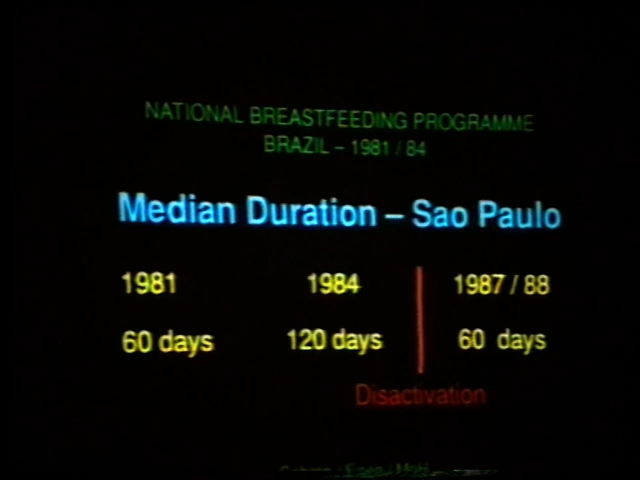 NATIONAL BREASTFEEDING PROGRAMME
BRAZIL – 1981 / 84
Median Duration – Sao Paulo
1981 1984 1987 / 88
60 days 120 days 60 days
Disactivation